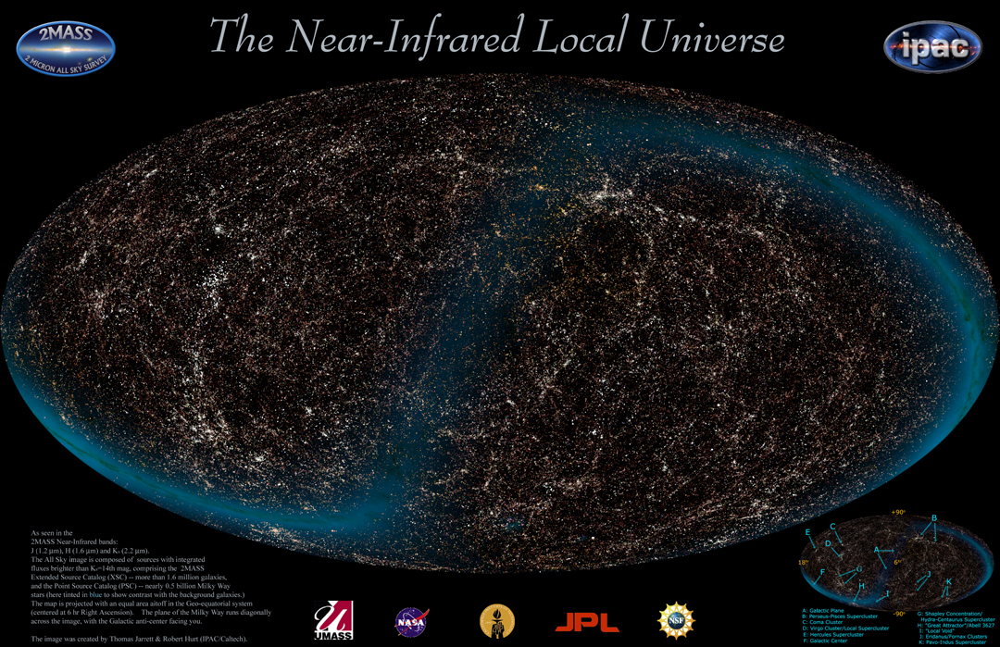 2MASS
2 MICRON ALL SKY SURVEY
The Near-Infrared Local Universe
ipac
As seen in the
2MASS Near-Infrared bands:
J (1.2 μm), H (1.6 μm) and Ks (2.2 μm).
The All Sky image is composed of sources with integrated
fluxes brighter than Ks=14th mag, comprising the 2MASS
Extended Source Catalog (XSC) -- more than 1.6 million galaxies,
and the Point Source Catalog (PSC) -- nearly 0.5 billion Milky Way
stars (here tinted in blue to show contrast with the background galaxies.)
The map is projected with an equal area aitoff in the Geo-equatorial system
(centered at 6 hr Right Ascension). The plane of the Milky Way runs diagonally
across the image, with the Galactic anti-center facing you.
The image was created by Thomas Jarrett & Robert Hurt (IPAC/Caltech).
UMASS
NASA
JPL
NSF
+90°
B
C
E
D
A
18hr
6hr
G
F
J
K
H
I
-90°
A: Galactic Plane
B: Perseus-Pisces Supercluster
C: Coma Cluster
D: Virgo Cluster/Local Supercluster
E: Hercules Supercluster
F: Galactic Center
G: Shapley Concentration/
Hydra-Centaurus Supercluster
H: "Great Attractor"/Abell 3627
I: "Local Void"
J: Eridanus/Fornax Clusters
K: Pavo-Indus Supercluster